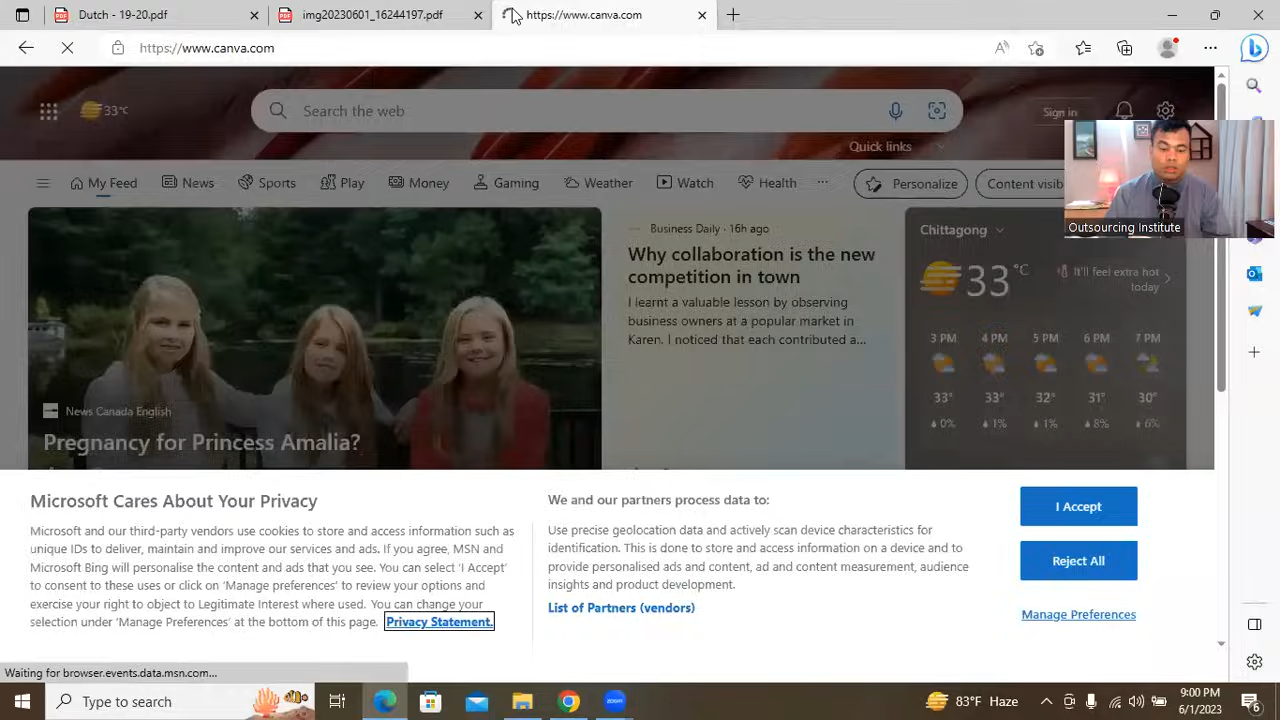 Dutch - 19-20.pdf
img20230601_16244197.pdf
https://www.canva.com
https://www.canva.com
33°C
Search the web
Sign in
Quick links
My Feed
News
Sports
Play
Money
Gaming
Weather
Watch
Health
Personalize
Content visib
Outsourcing Institute
News Canada English
Pregnancy for Princess Amalia?
Business Daily · 16h ago
Why collaboration is the new
competition in town
I learnt a valuable lesson by observing
business owners at a popular market in
Karen. I noticed that each contributed a...
Chittagong
33 °C
It'll feel extra hot
today
3 PM 4 PM 5 PM 6 PM 7 PM
33° 33° 32° 31° 30°
0% 1% 1% 8% 6%
Microsoft Cares About Your Privacy
Microsoft and our third-party vendors use cookies to store and access information such as
unique IDs to deliver, maintain and improve our services and ads. If you agree, MSN and
Microsoft Bing will personalise the content and ads that you see. You can select 'I Accept'
to consent to these uses or click on 'Manage preferences' to review your options and
exercise your right to object to Legitimate Interest where used. You can change your
selection under 'Manage Preferences' at the bottom of this page. Privacy Statement.
We and our partners process data to:
Use precise geolocation data and actively scan device characteristics for
identification. This is done to store and access information on a device and to
provide personalised ads and content, ad and content measurement, audience
insights and product development.
List of Partners (vendors)
I Accept
Reject All
Manage Preferences
Waiting for browser.events.data.msn.com...
Type here to search
zoom
83°F Haze
9:00 PM
6/1/2023
6